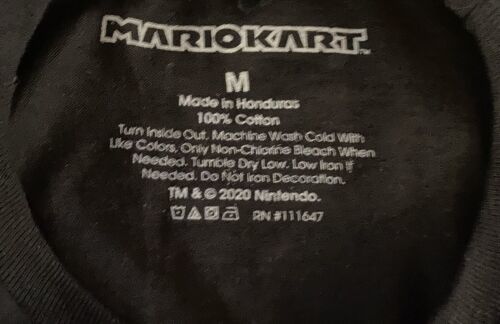 MARIOKART™
M
Made in Honduras
100% Cotton
Turn Inside Out. Machine Wash Cold With
Like Colors, Only Non-Chlorine Bleach When
Needed. Tumble Dry Low. Low Iron If
Needed. Do Not Iron Decoration.
TM & © 2020 Nintendo.
RN #111647